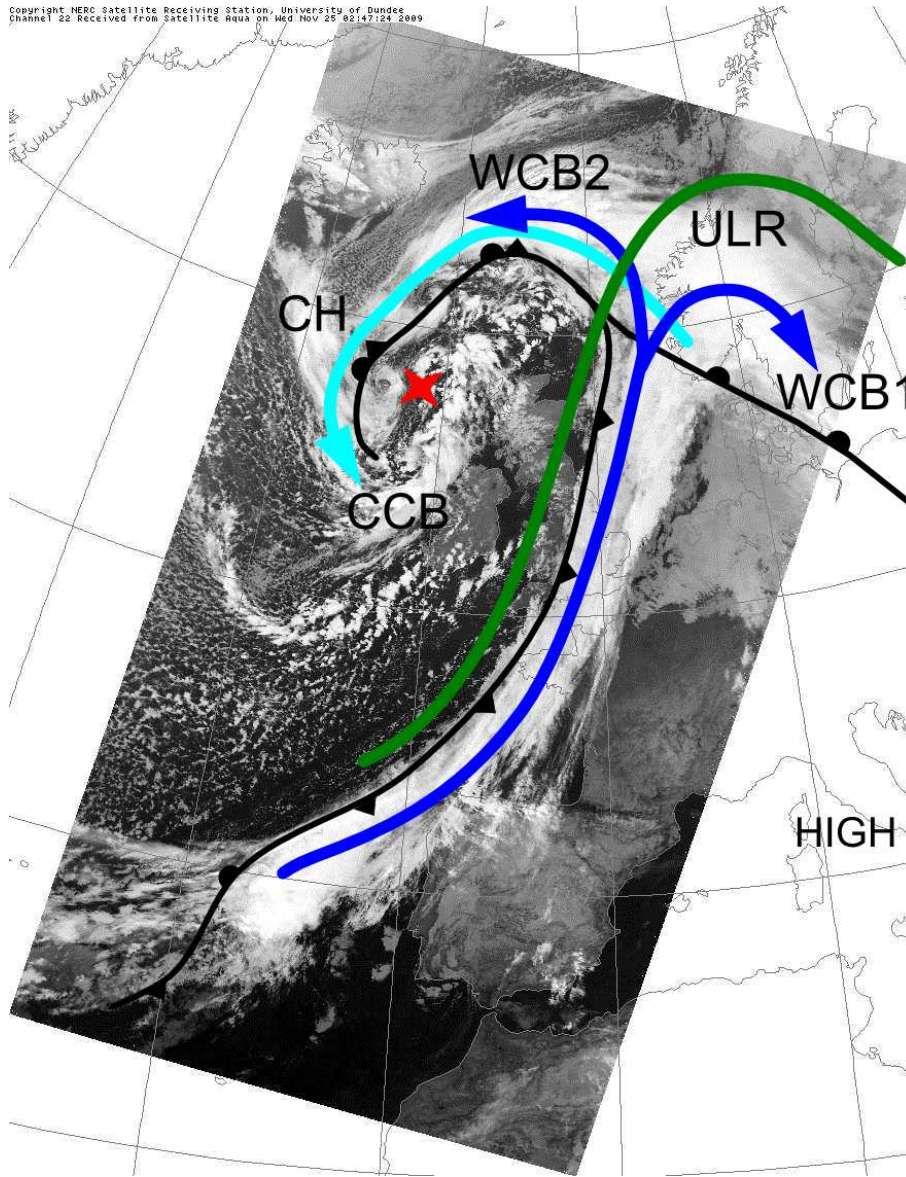 Copyright NERC Satellite Receiving Station, University of Dundee
Channel 22 Received from Satellite Aqua on Wed Nov 25 02:47:24 2009
WCB2
ULR
CH
WCB1
CCB
HIGH